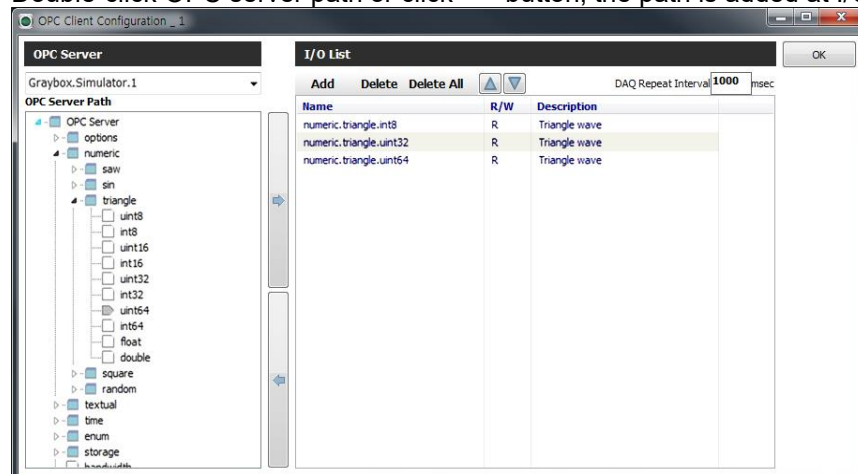 Double-click OPC server path or click button, the path is added at I/O
OPC Client Configuration _ 1
OPC Server
I/O List
OK
Graybox.Simulator.1
Add Delete Delete All DAQ Repeat Interval 1000 msec
OPC Server Path
Name R/W Description
OPC Server
numeric.triangle.int8 R Triangle wave
options
numeric.triangle.uint32 R Triangle wave
numeric
numeric.triangle.uint64 R Triangle wave
saw
sin
triangle
uint8
int8
uint16
int16
uint32
int32
uint64
int64
float
double
square
random
textual
time
enum
storage
bandwidth